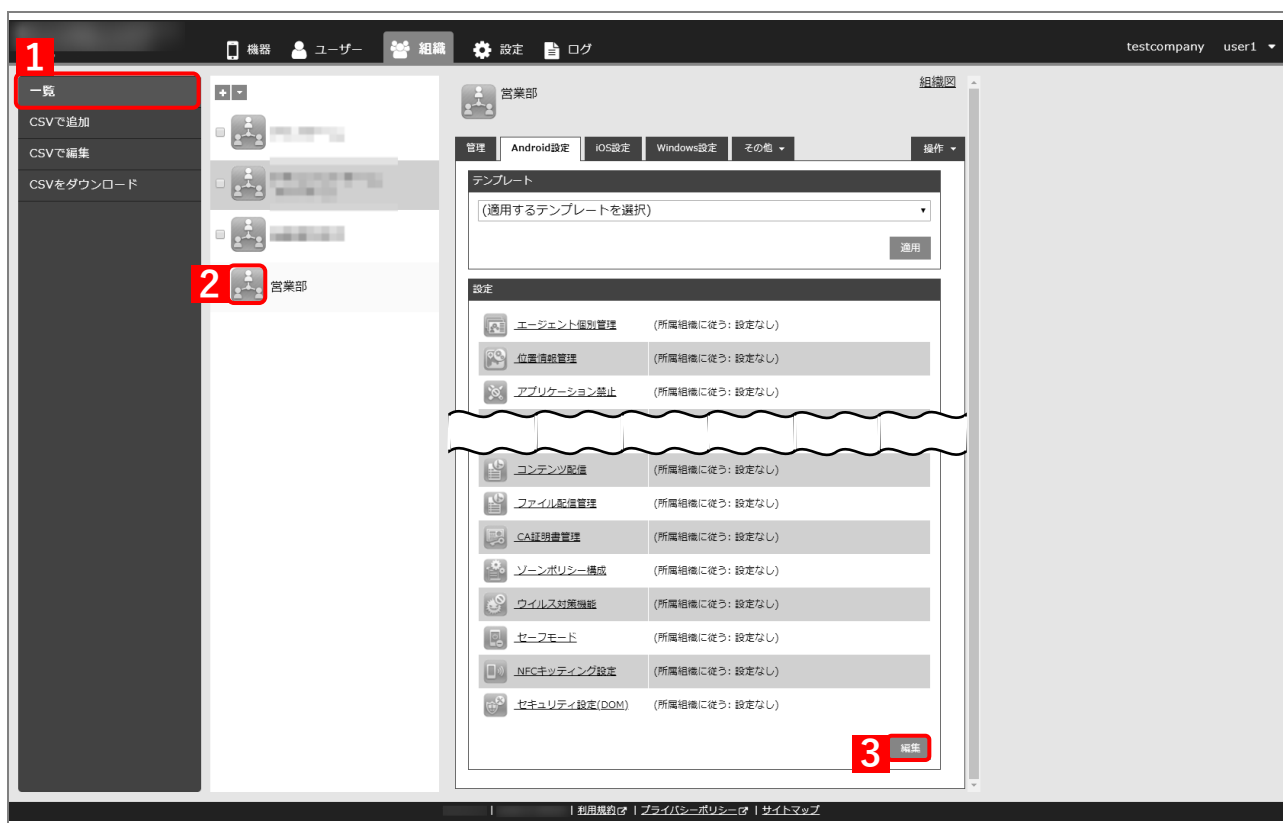 機器 ユーザー 組織 設定 ログ testcompany user1
1
一覧
CSVで追加
CSVで編集
CSVをダウンロード
2
営業部
組織図
営業部
管理 Android設定 iOS設定 Windows設定 その他 操作
テンプレート
(適用するテンプレートを選択)
適用
設定
エージェント個別管理 (所属組織に従う: 設定なし)
位置情報管理 (所属組織に従う: 設定なし)
アプリケーション禁止 (所属組織に従う: 設定なし)
コンテンツ配信 (所属組織に従う: 設定なし)
ファイル配信管理 (所属組織に従う: 設定なし)
CA証明書管理 (所属組織に従う: 設定なし)
ゾーンポリシー構成 (所属組織に従う: 設定なし)
ウイルス対策機能 (所属組織に従う: 設定なし)
セーフモード (所属組織に従う: 設定なし)
NFCキッティング設定 (所属組織に従う: 設定なし)
セキュリティ設定(DOM) (所属組織に従う: 設定なし)
3 編集
| | 利用規約 | プライバシーポリシー | サイトマップ